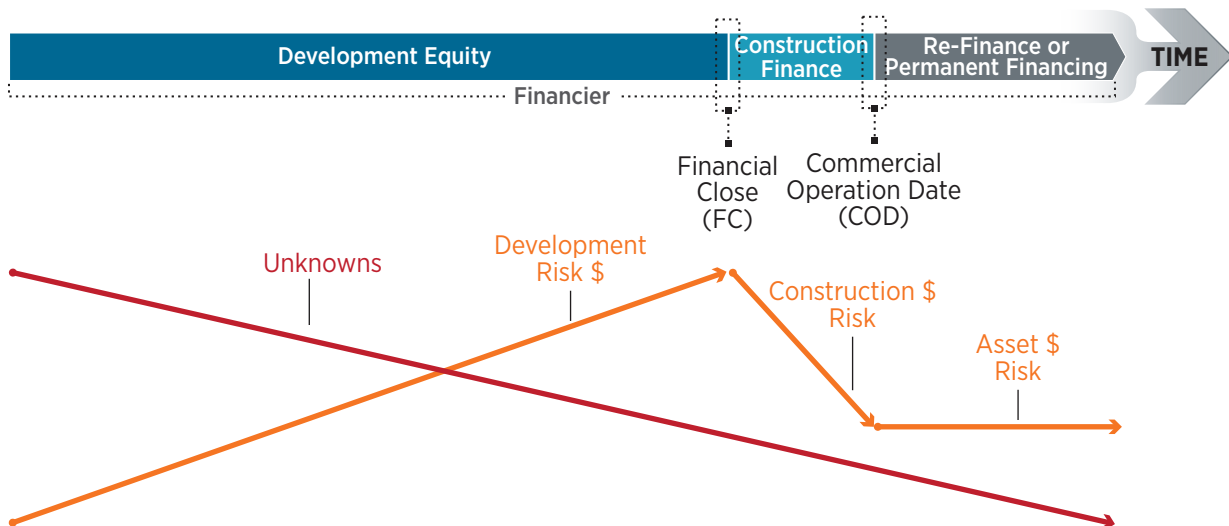 Development Equity
Construction
Finance
Re-Finance or
Permanent Financing
TIME
Financier
Financial
Close
(FC)
Commercial
Operation Date
(COD)
Unknowns
Development
Risk $
Construction $
Risk
Asset $
Risk